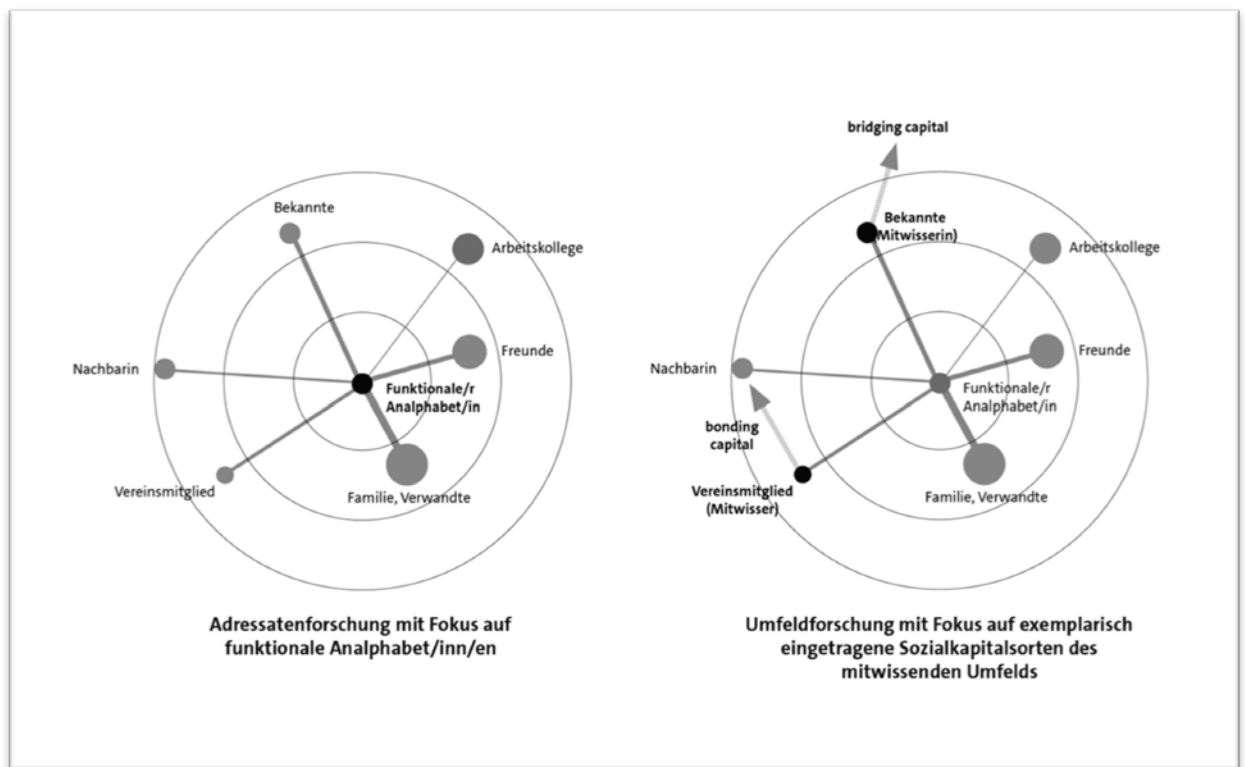 Bekannte
Arbeitskollege
Freunde
Nachbarin
Funktionale/r
Analphabet/in
Vereinsmitglied
Familie, Verwandte
Adressatenforschung mit Fokus auf
funktionale Analphabet/inn/en
bridging capital
Bekannte
(Mitwisserin)
Arbeitskollege
Freunde
Nachbarin
Funktionale/r
Analphabet/in
bonding
capital
Vereinsmitglied
(Mitwisser)
Familie, Verwandte
Umfeldforschung mit Fokus auf exemplarisch
eingetragene Sozialkapitalsorten des
mitwissenden Umfelds